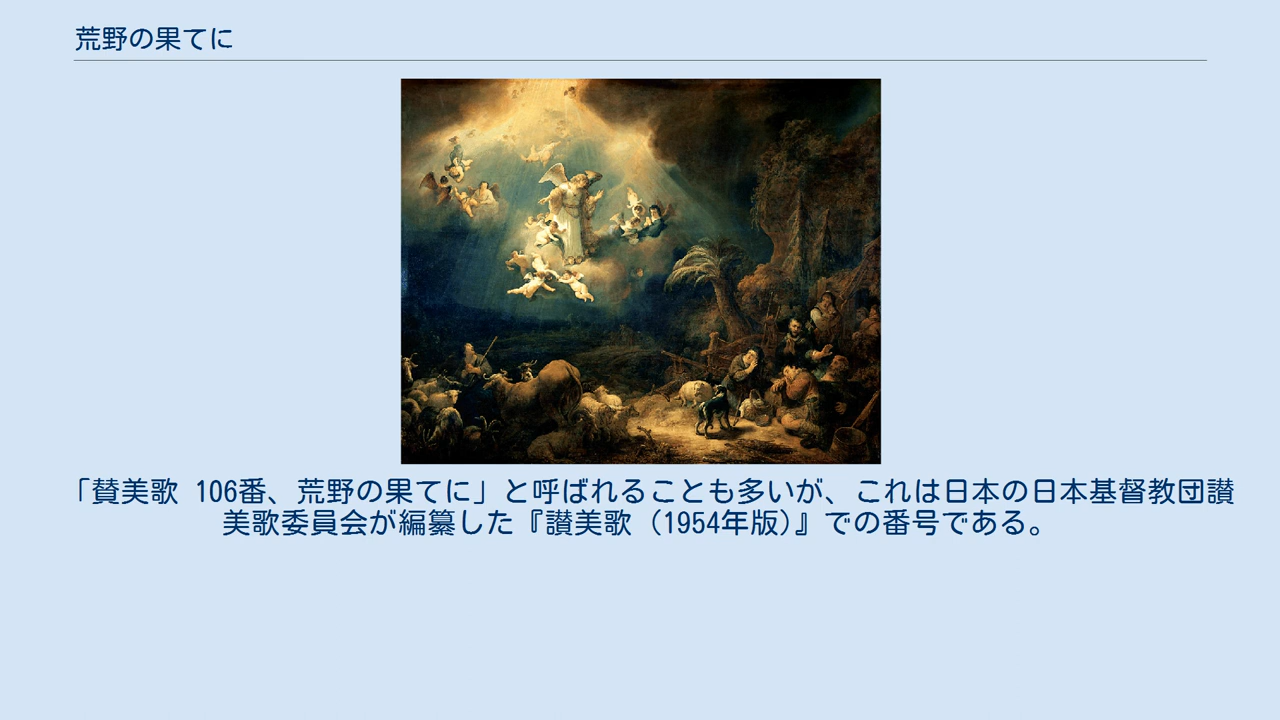 荒野の果てに
「賛美歌 106番、荒野の果てに」と呼ばれることも多いが、これは日本の日本基督教団讃
美歌委員会が編纂した『讃美歌 (1954年版)』での番号である。